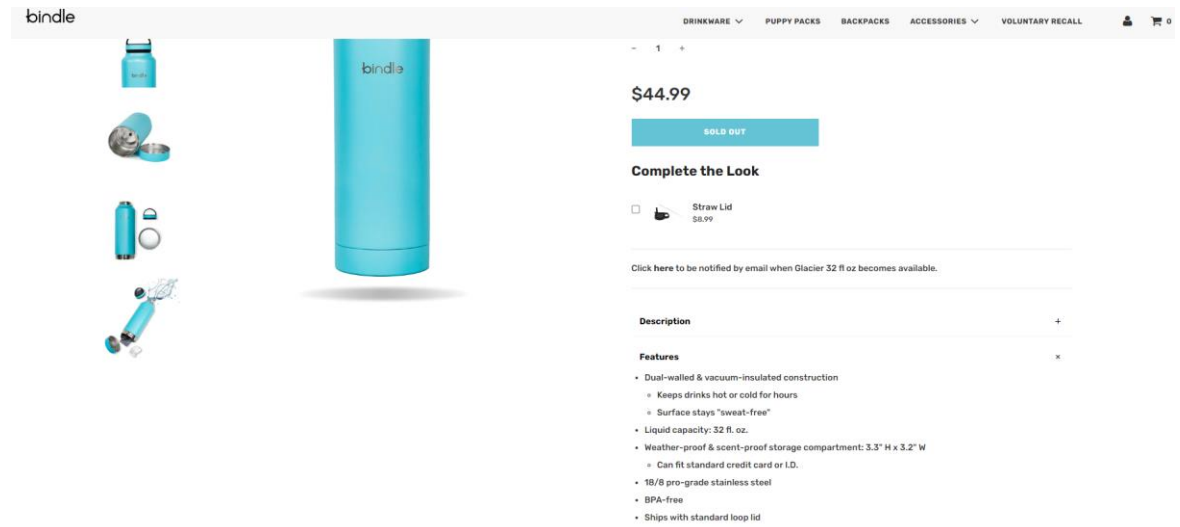 bindle
DRINKWARE PUPPY PACKS BACKPACKS ACCESSORIES VOLUNTARY RECALL 0
bindle
bindle
- 1 +
$44.99
SOLD OUT
Complete the Look
Straw Lid
$8.99
Click here to be notified by email when Glacier 32 fl oz becomes available.
Description +
Features ×
• Dual-walled & vacuum-insulated construction
Keeps drinks hot or cold for hours
Surface stays "sweat-free"
• Liquid capacity: 32 fl. oz.
• Weather-proof & scent-proof storage compartment: 3.3" H x 3.2" W
Can fit standard credit card or I.D.
• 18/8 pro-grade stainless steel
• BPA-free
• Ships with standard loop lid